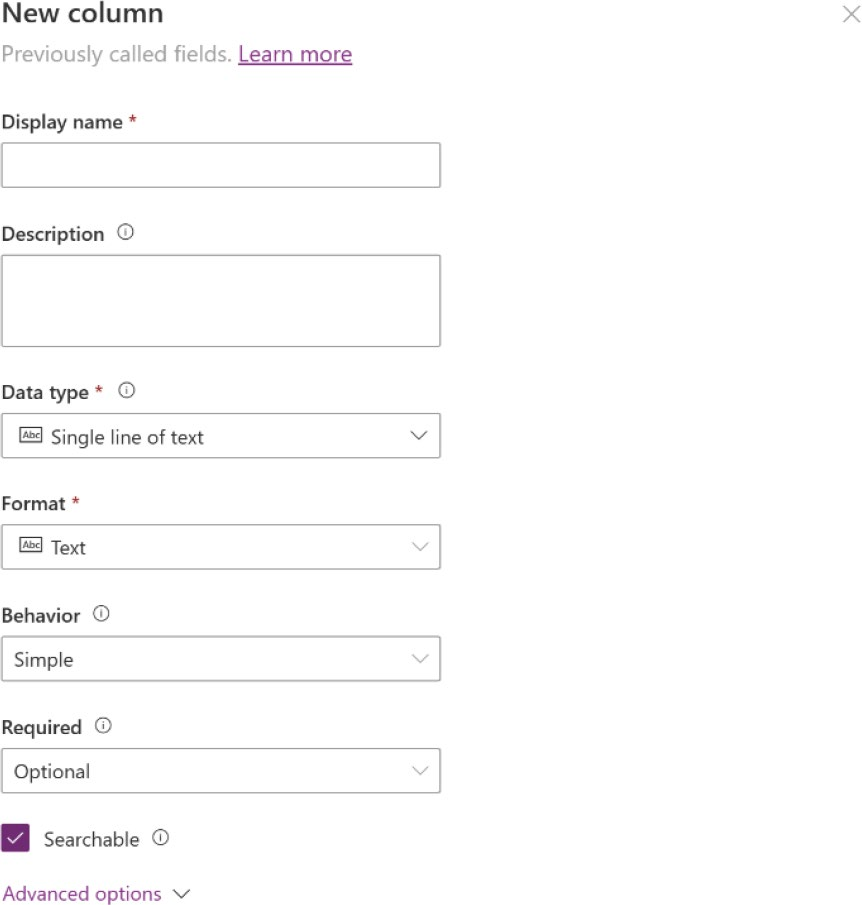 New column
Previously called fields. Learn more
Display name *
Description
Data type *
Abc Single line of text
Format *
Abc Text
Behavior
Simple
Required
Optional
Searchable
Advanced options